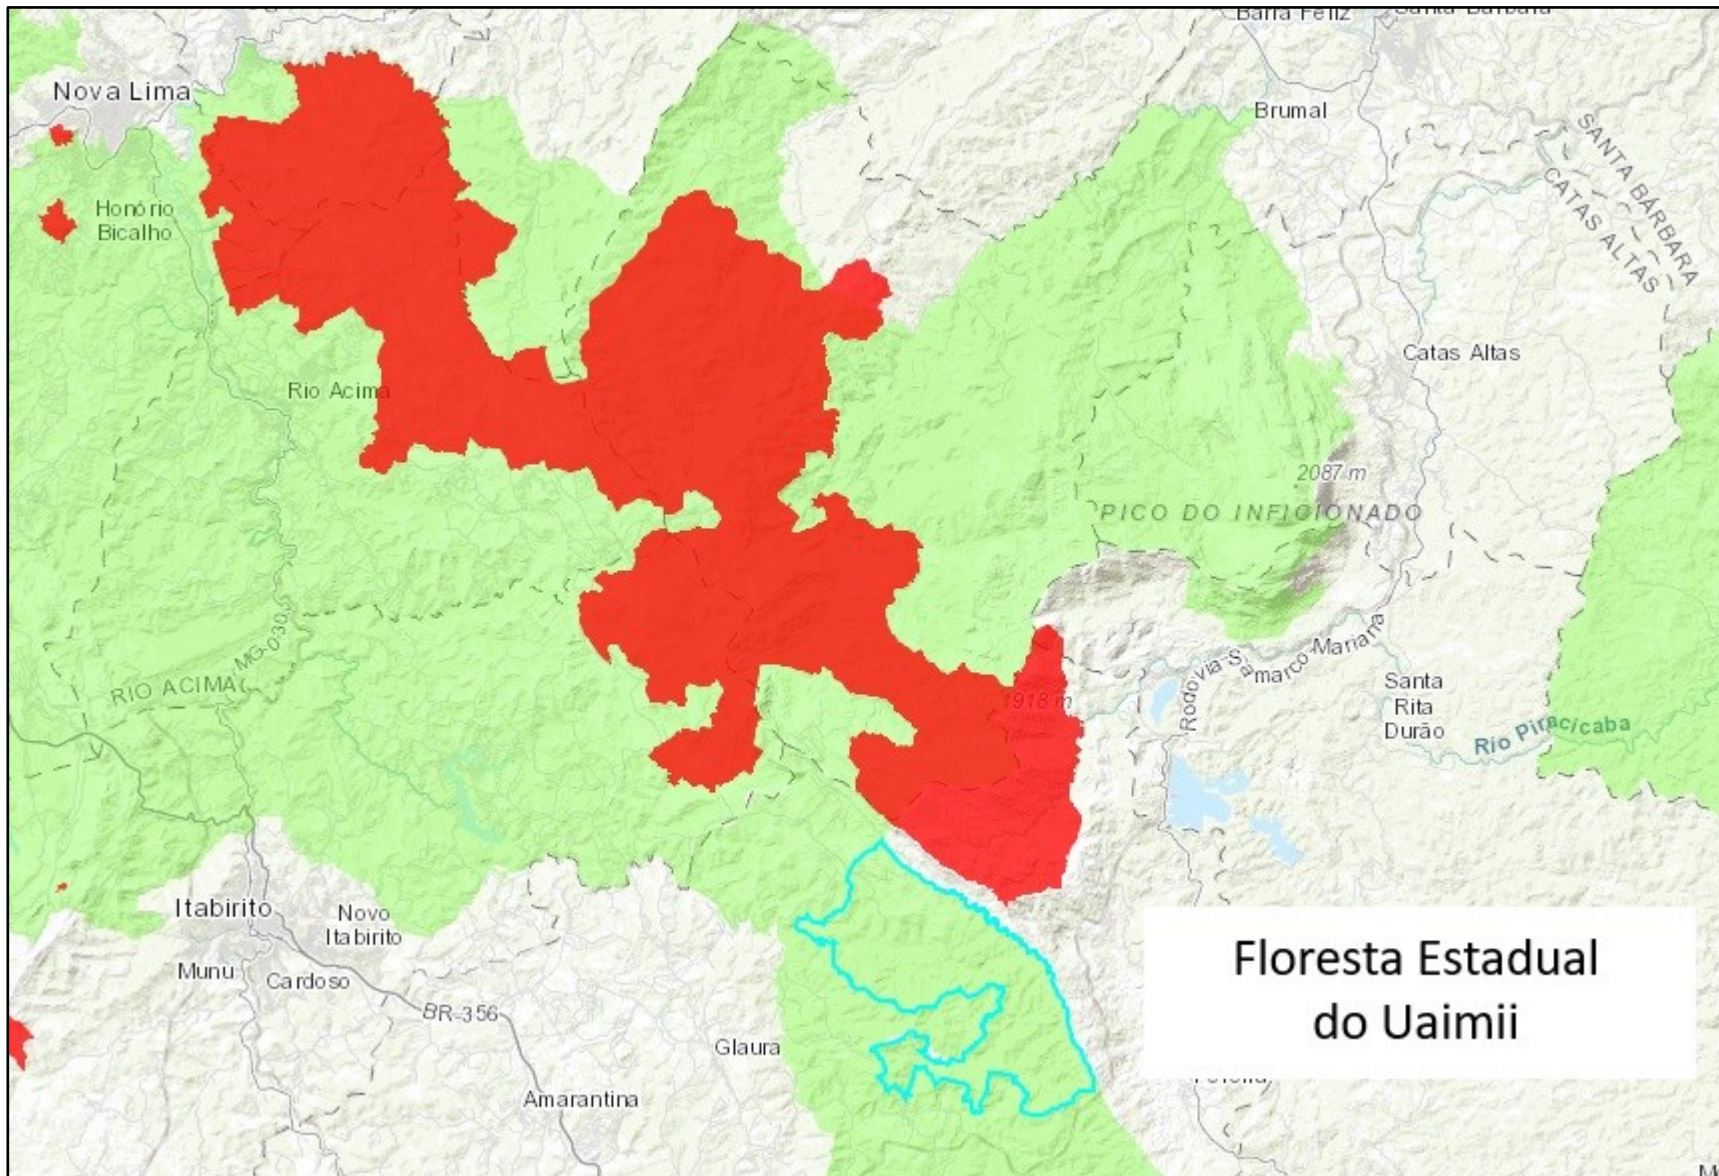 Nova Lima
Honório
Bicalho
Rio Acima
MG-030
RIO ACIMA
Itabirito
Novo
Itabirito
Munu
Cardoso
BR-356
Glaura
Amarantina
Barra Feliz
Santa Bárbara
Brumal
SANTA BÁRBARA
CATAS ALTAS
Catas Altas
2087 m
PICO DO INFICIONADO
1918 m
Rodovia-Samarco-Mariana
Santa
Rita
Durão
Rio Piracicaba
Floresta Estadual
do Uaimii